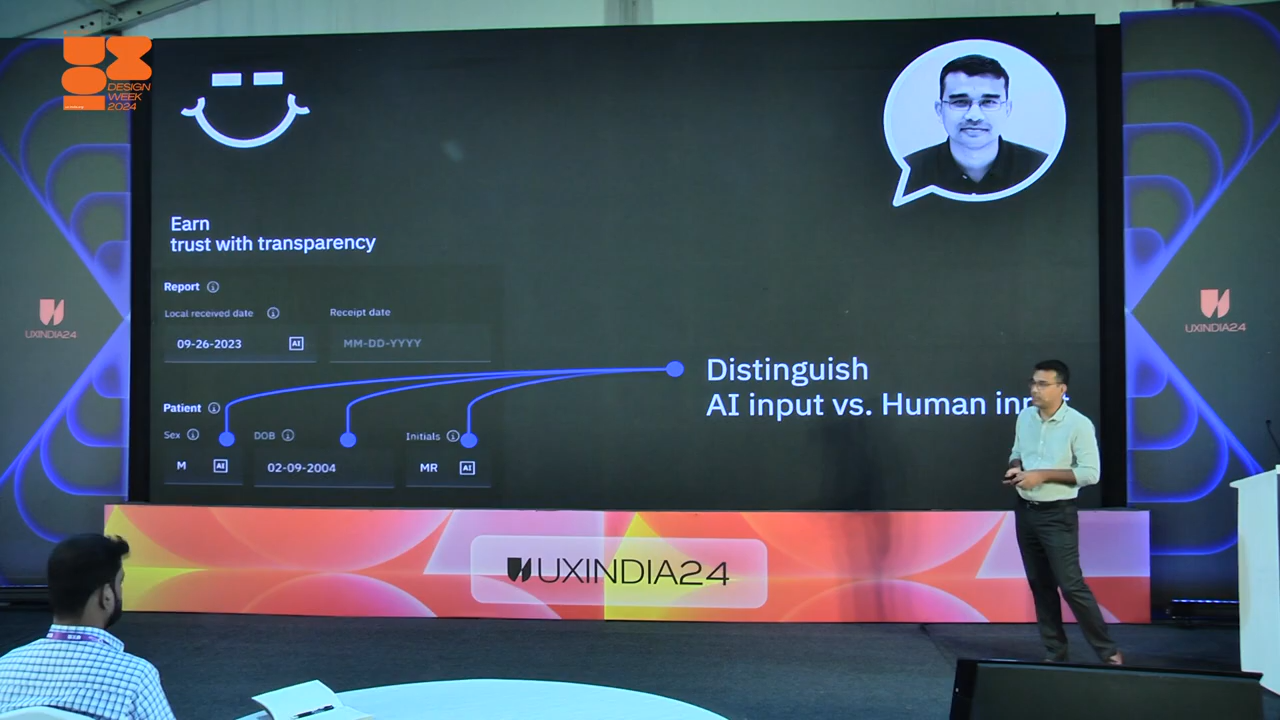 DESIGN
WEEK
2024
Earn
trust with transparency
Report
Local received date
Receipt date
09-26-2023
AI
MM-DD-YYYY
Distinguish
AI input vs. Human in
Patient
Sex
DOB
Initials
M
AI
02-09-2004
MR
AI
UXINDIA24
UXINDIA24
UXINDIA24